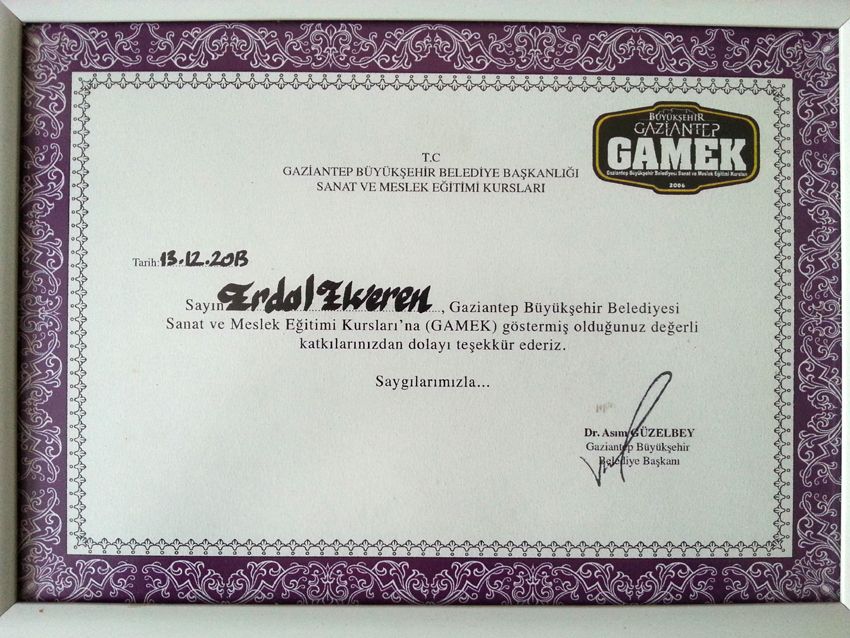 T.C
GAZİANTEP BÜYÜKŞEHİR BELEDİYE BAŞKANLIĞI
SANAT VE MESLEK EĞİTİMİ KURSLARI
BÜYÜKŞEHİR
GAZİANTEP
GAMEK
Gaziantep Büyükşehir Belediyesi Sanat ve Meslek Eğitimi Kursları
2006
Tarih: 13.12.2013
Sayın Erdal Elveren, Gaziantep Büyükşehir Belediyesi
Sanat ve Meslek Eğitimi Kursları'na (GAMEK) göstermiş olduğunuz değerli
katkılarınızdan dolayı teşekkür ederiz.
Saygılarımızla...
Dr. Asım GÜZELBEY
Gaziantep Büyükşehir
Belediye Başkanı